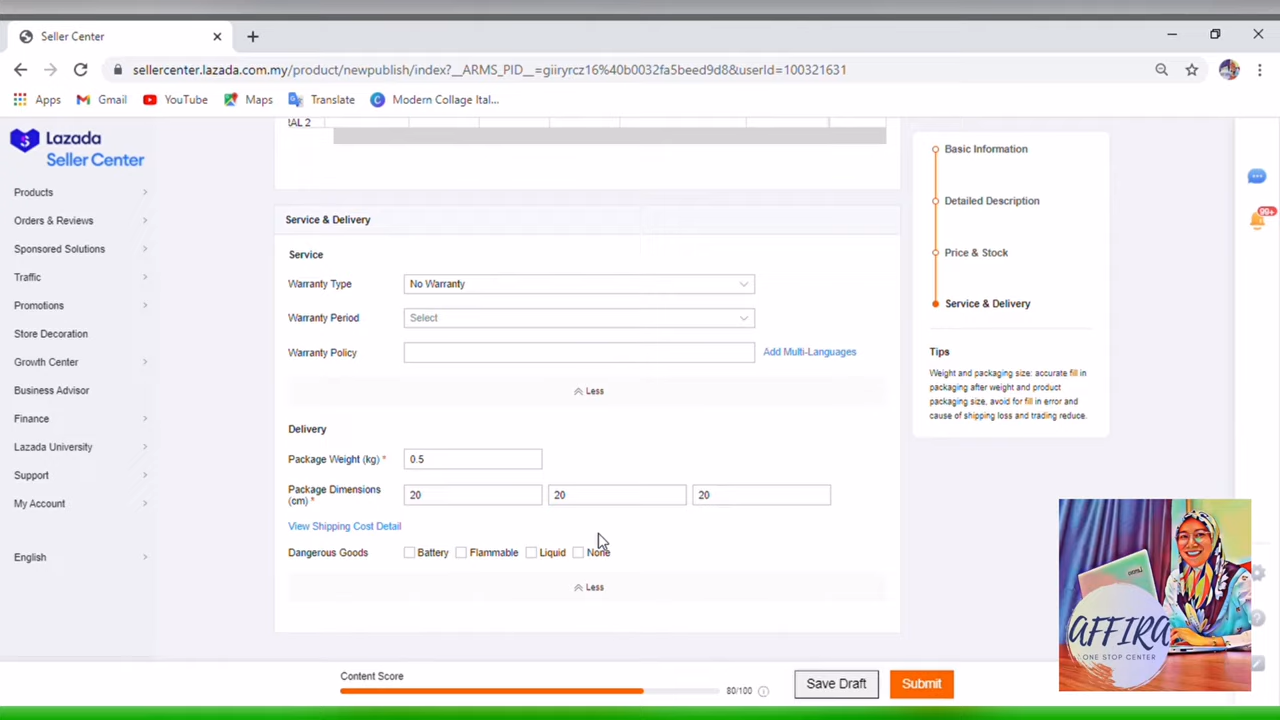 Seller Center
sellercenter.lazada.com.my/product/newpublish/index?__ARMS_PID__=giiryrcz16%40b0032fa5beed9d8&userId=100321631
Apps Gmail YouTube Maps Translate Modern Collage Ital...
Lazada
Seller Center
Products
Orders & Reviews
Sponsored Solutions
Traffic
Promotions
Store Decoration
Growth Center
Business Advisor
Finance
Lazada University
Support
My Account
English
IAL 2
Service & Delivery
Service
Warranty Type No Warranty
Warranty Period Select
Warranty Policy Add Multi-Languages
Less
Delivery
Package Weight (kg) * 0.5
Package Dimensions
(cm) * 20 20 20
View Shipping Cost Detail
Dangerous Goods Battery Flammable Liquid None
Less
Content Score
80/100
Save Draft Submit
Basic Information
Detailed Description
Price & Stock
Service & Delivery
Tips
Weight and packaging size: accurate fill in
packaging after weight and product
packaging size, avoid for fill in error and
cause of shipping loss and trading reduce.
99+
AFFIRA
ONE STOP CENTER